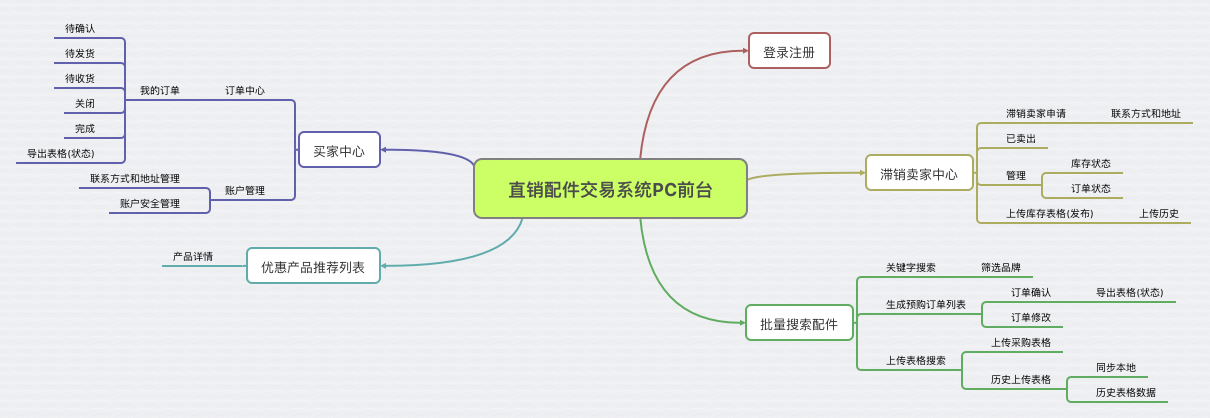 直销配件交易系统PC前台
登录注册
滞销卖家中心
滞销卖家申请
联系方式和地址
已卖出
管理
库存状态
订单状态
上传库存表格(发布)
上传历史
批量搜索配件
关键字搜索
筛选品牌
生成预购订单列表
订单确认
导出表格(状态)
订单修改
上传表格搜索
上传采购表格
历史上传表格
同步本地
历史表格数据
买家中心
订单中心
我的订单
待确认
待发货
待收货
关闭
完成
导出表格(状态)
账户管理
联系方式和地址管理
账户安全管理
优惠产品推荐列表
产品详情